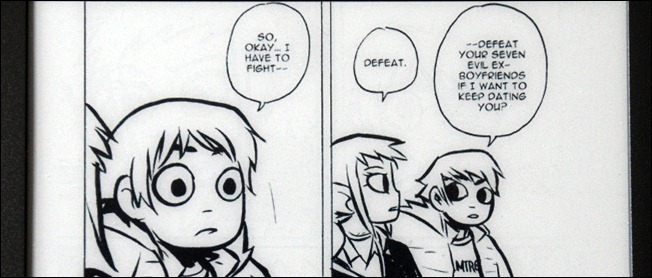 SO,
OKAY... I
HAVE TO
FIGHT--
DEFEAT.
--DEFEAT
YOUR SEVEN
EVIL EX-
BOYFRIENDS
IF I WANT TO
KEEP DATING
YOU?